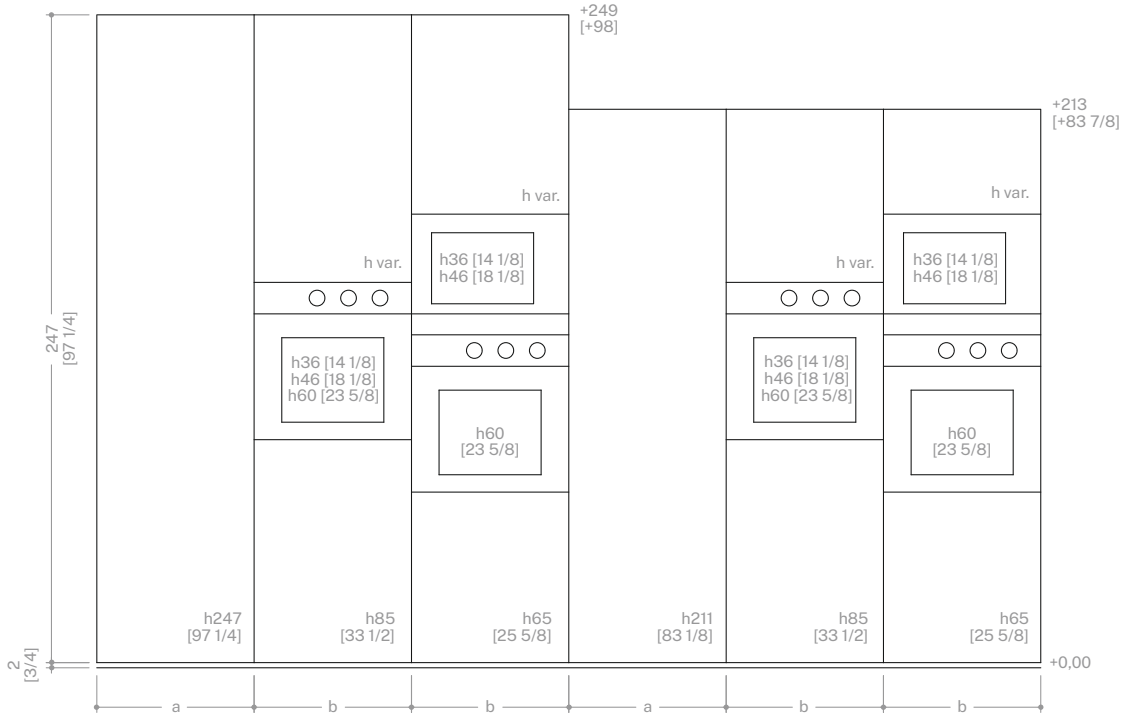 +249
[+98]
+213
[+83 7/8]
h var.
h var.
h36 [14 1/8]
h46 [18 1/8]
h36 [14 1/8]
h46 [18 1/8]
h var.
h var.
247
[97 1/4]
h36 [14 1/8]
h46 [18 1/8]
h60 [23 5/8]
h36 [14 1/8]
h46 [18 1/8]
h60 [23 5/8]
h60
[23 5/8]
h60
[23 5/8]
h247
[97 1/4]
h85
[33 1/2]
h65
[25 5/8]
h211
[83 1/8]
h85
[33 1/2]
h65
[25 5/8]
2
[3/4]
+0,00
a
b
b
a
b
b